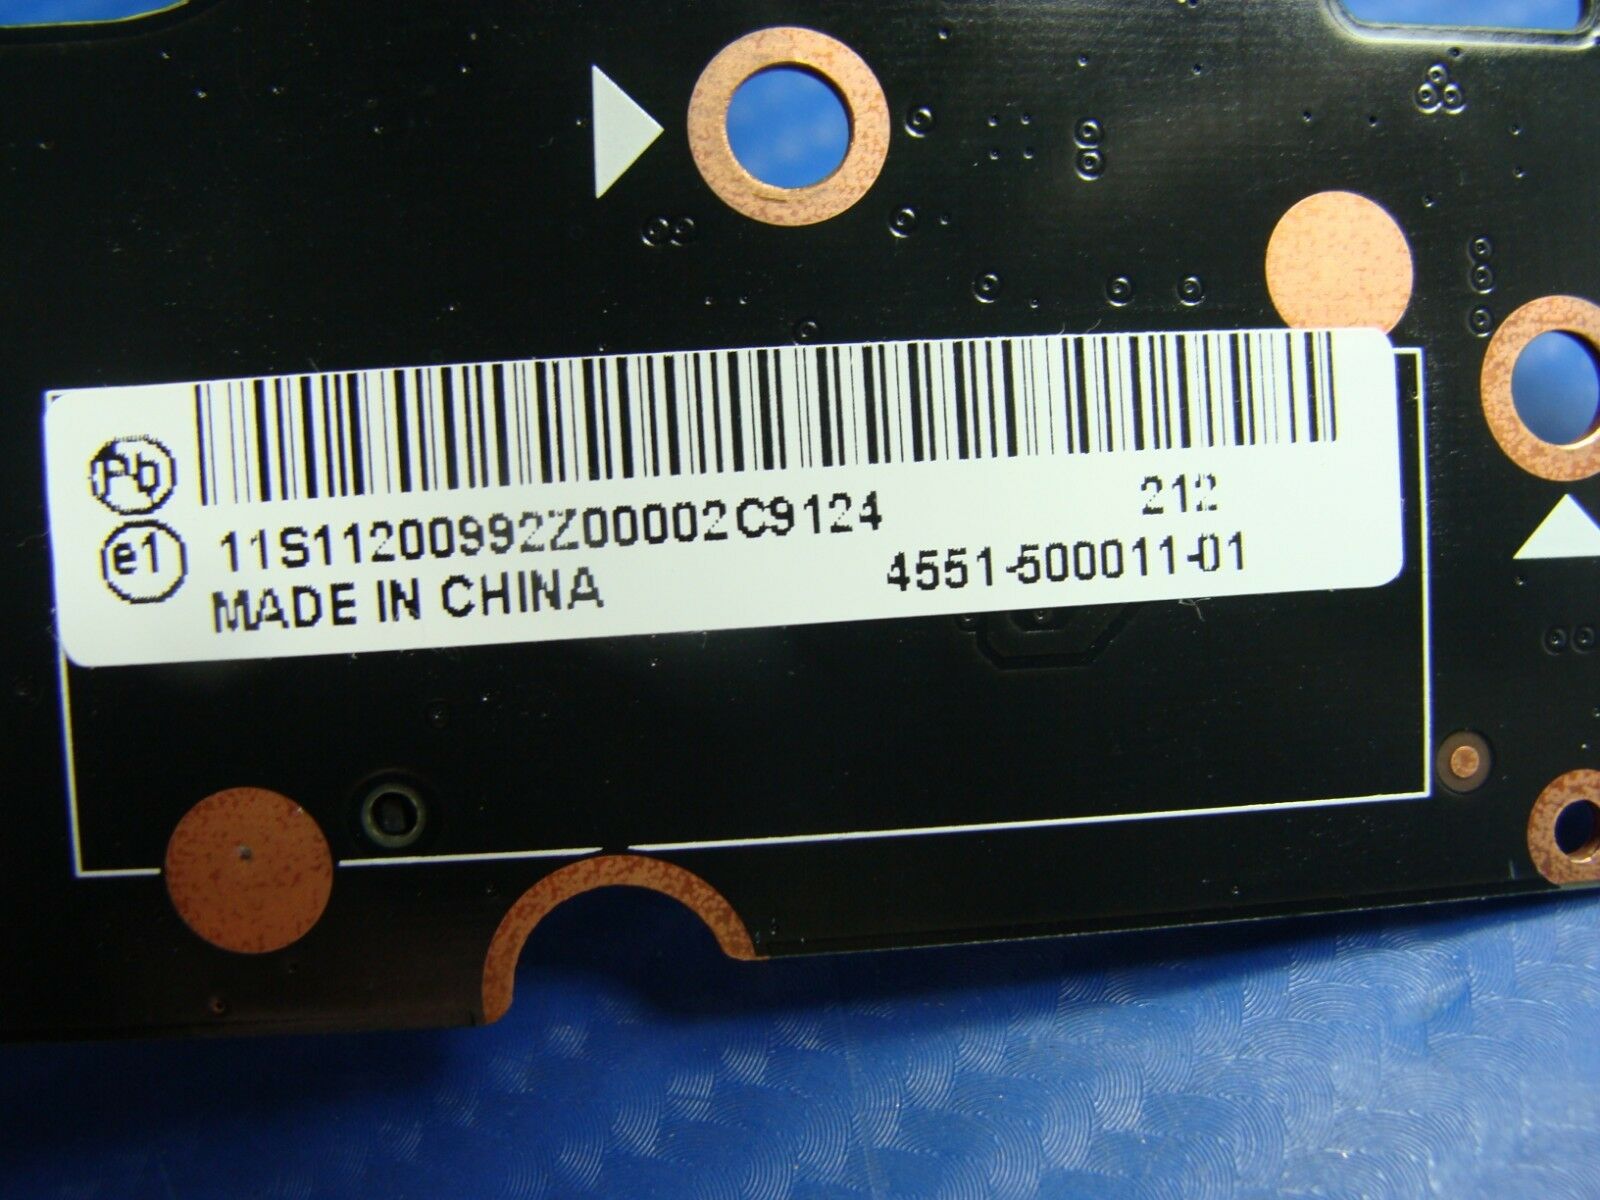 Pb
e1
11S11200992Z00002C9124
212
MADE IN CHINA
4551-500011-01